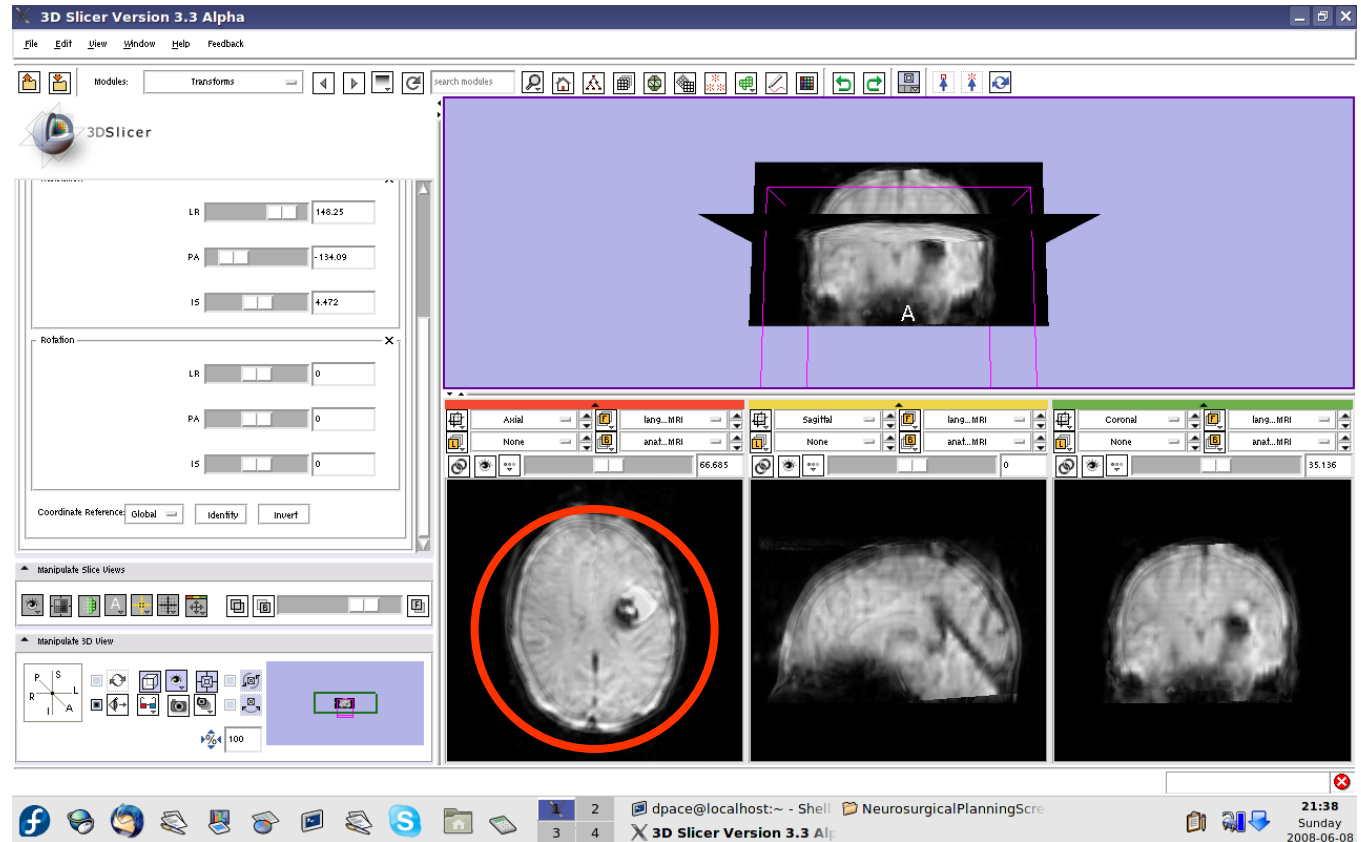 3D Slicer Version 3.3 Alpha
File Edit View Window Help Feedback
Modules: Transforms search modules
3DSlicer
LR 148.25
PA -134.09
IS 4.472
Rotation
LR 0
PA 0
IS 0
Coordinate Reference: Global Identity Invert
Manipulate Slice Views
Manipulate 3D View
P S
R L
I A
100
A
Axial F lang...MRI
L None B anat...MRI
66.685
Sagittal F lang...MRI
L None B anat...MRI
0
Coronal F lang...MRI
L None B anat...MRI
35.136
1 2 dpace@localhost:~ - Shell NeurosurgicalPlanningScre
3 4 3D Slicer Version 3.3 Alp
21:38
Sunday
2008-06-08